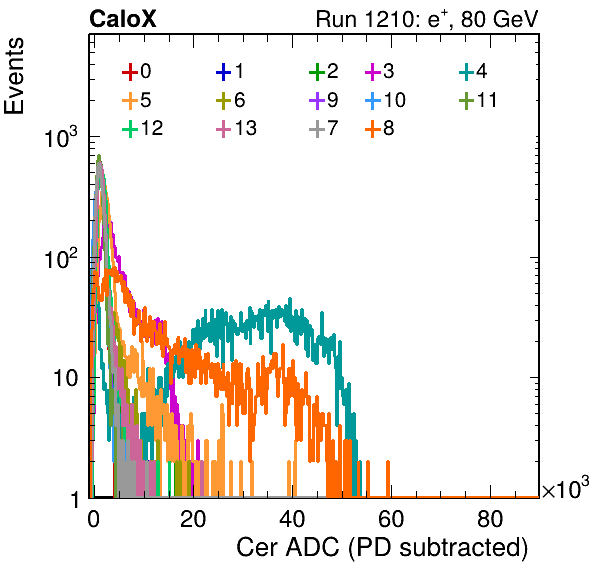 CaloX Run 1210: e⁺, 80 GeV
Events
0 1 2 3 4
5 6 9 10 11
12 13 7 8
10³
10²
10
1
0 20 40 60 80 ×10³
Cer ADC (PD subtracted)